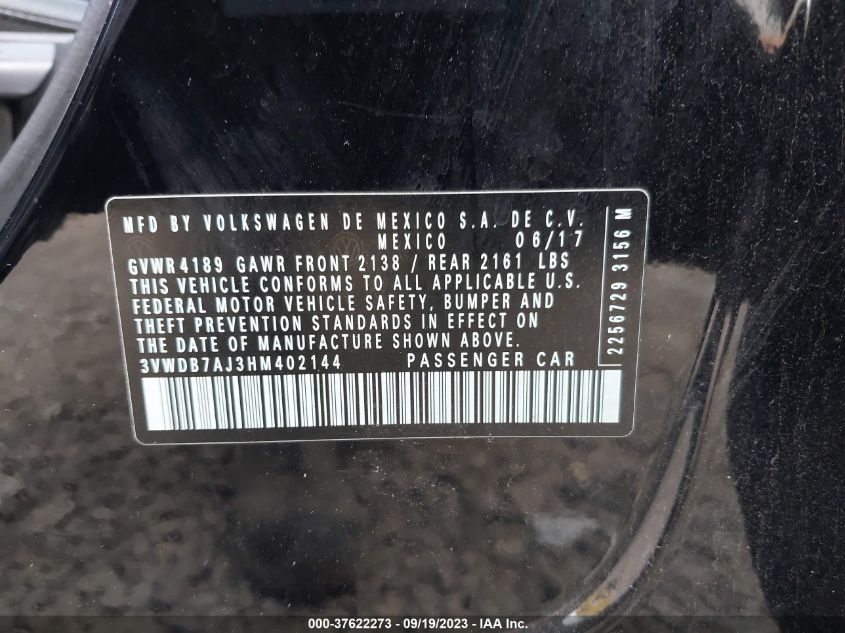 MFD BY VOLKSWAGEN DE MEXICO S.A. DE C.V.
MEXICO 06/17
GVWR 4189 GAWR FRONT 2138 / REAR 2161 LBS
THIS VEHICLE CONFORMS TO ALL APPLICABLE U.S.
FEDERAL MOTOR VEHICLE SAFETY, BUMPER AND
THEFT PREVENTION STANDARDS IN EFFECT ON
THE DATE OF MANUFACTURE SHOWN ABOVE.
3VWDB7AJ3HM402144 PASSENGER CAR
2256729 3156 M
000-37622273 - 09/19/2023 - IAA Inc.